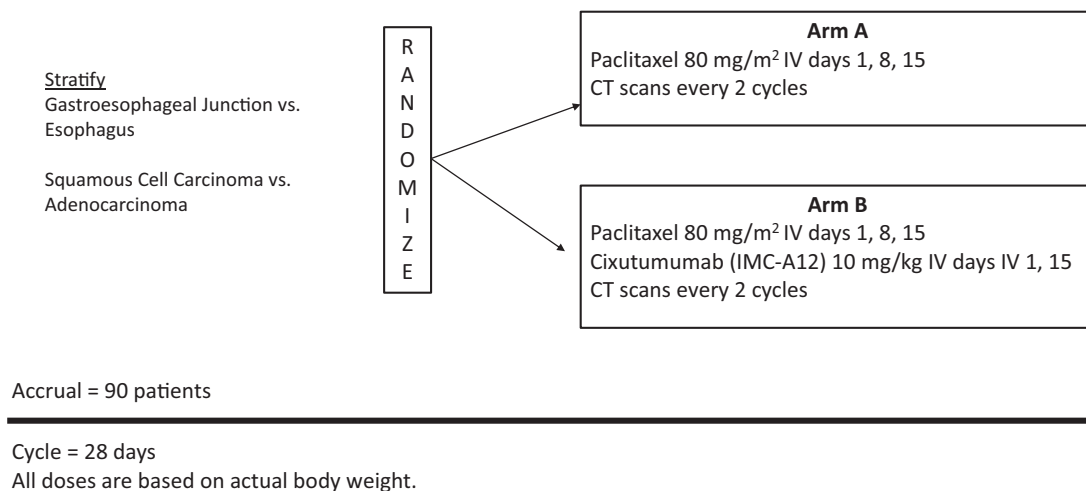 Stratify
Gastroesophageal Junction vs.
Esophagus
Squamous Cell Carcinoma vs.
Adenocarcinoma
R
A
N
D
O
M
I
Z
E
Arm A
Paclitaxel 80 mg/m² IV days 1, 8, 15
CT scans every 2 cycles
Arm B
Paclitaxel 80 mg/m² IV days 1, 8, 15
Cixutumumab (IMC-A12) 10 mg/kg IV days IV 1, 15
CT scans every 2 cycles
Accrual = 90 patients
Cycle = 28 days
All doses are based on actual body weight.